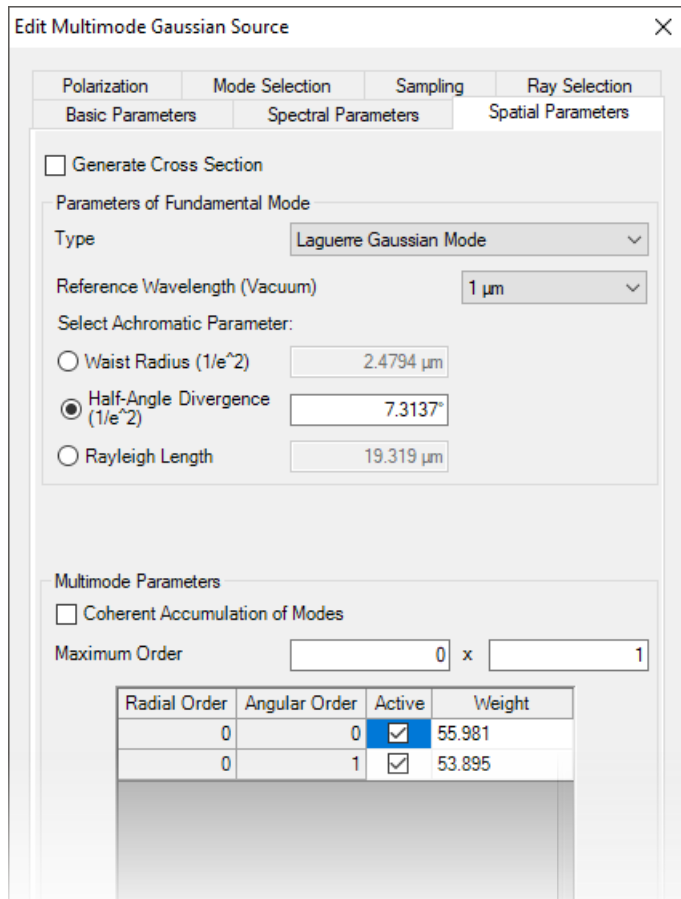 Edit Multimode Gaussian Source
Polarization Mode Selection Sampling Ray Selection
Basic Parameters Spectral Parameters Spatial Parameters
Generate Cross Section
Parameters of Fundamental Mode
Type Laguerre Gaussian Mode
Reference Wavelength (Vacuum) 1 µm
Select Achromatic Parameter:
Waist Radius (1/e^2) 2.4794 µm
Half-Angle Divergence
(1/e^2) 7.3137°
Rayleigh Length 19.319 µm
Multimode Parameters
Coherent Accumulation of Modes
Maximum Order 0 x 1
Radial Order Angular Order Active Weight
0 0 55.981
0 1 53.895